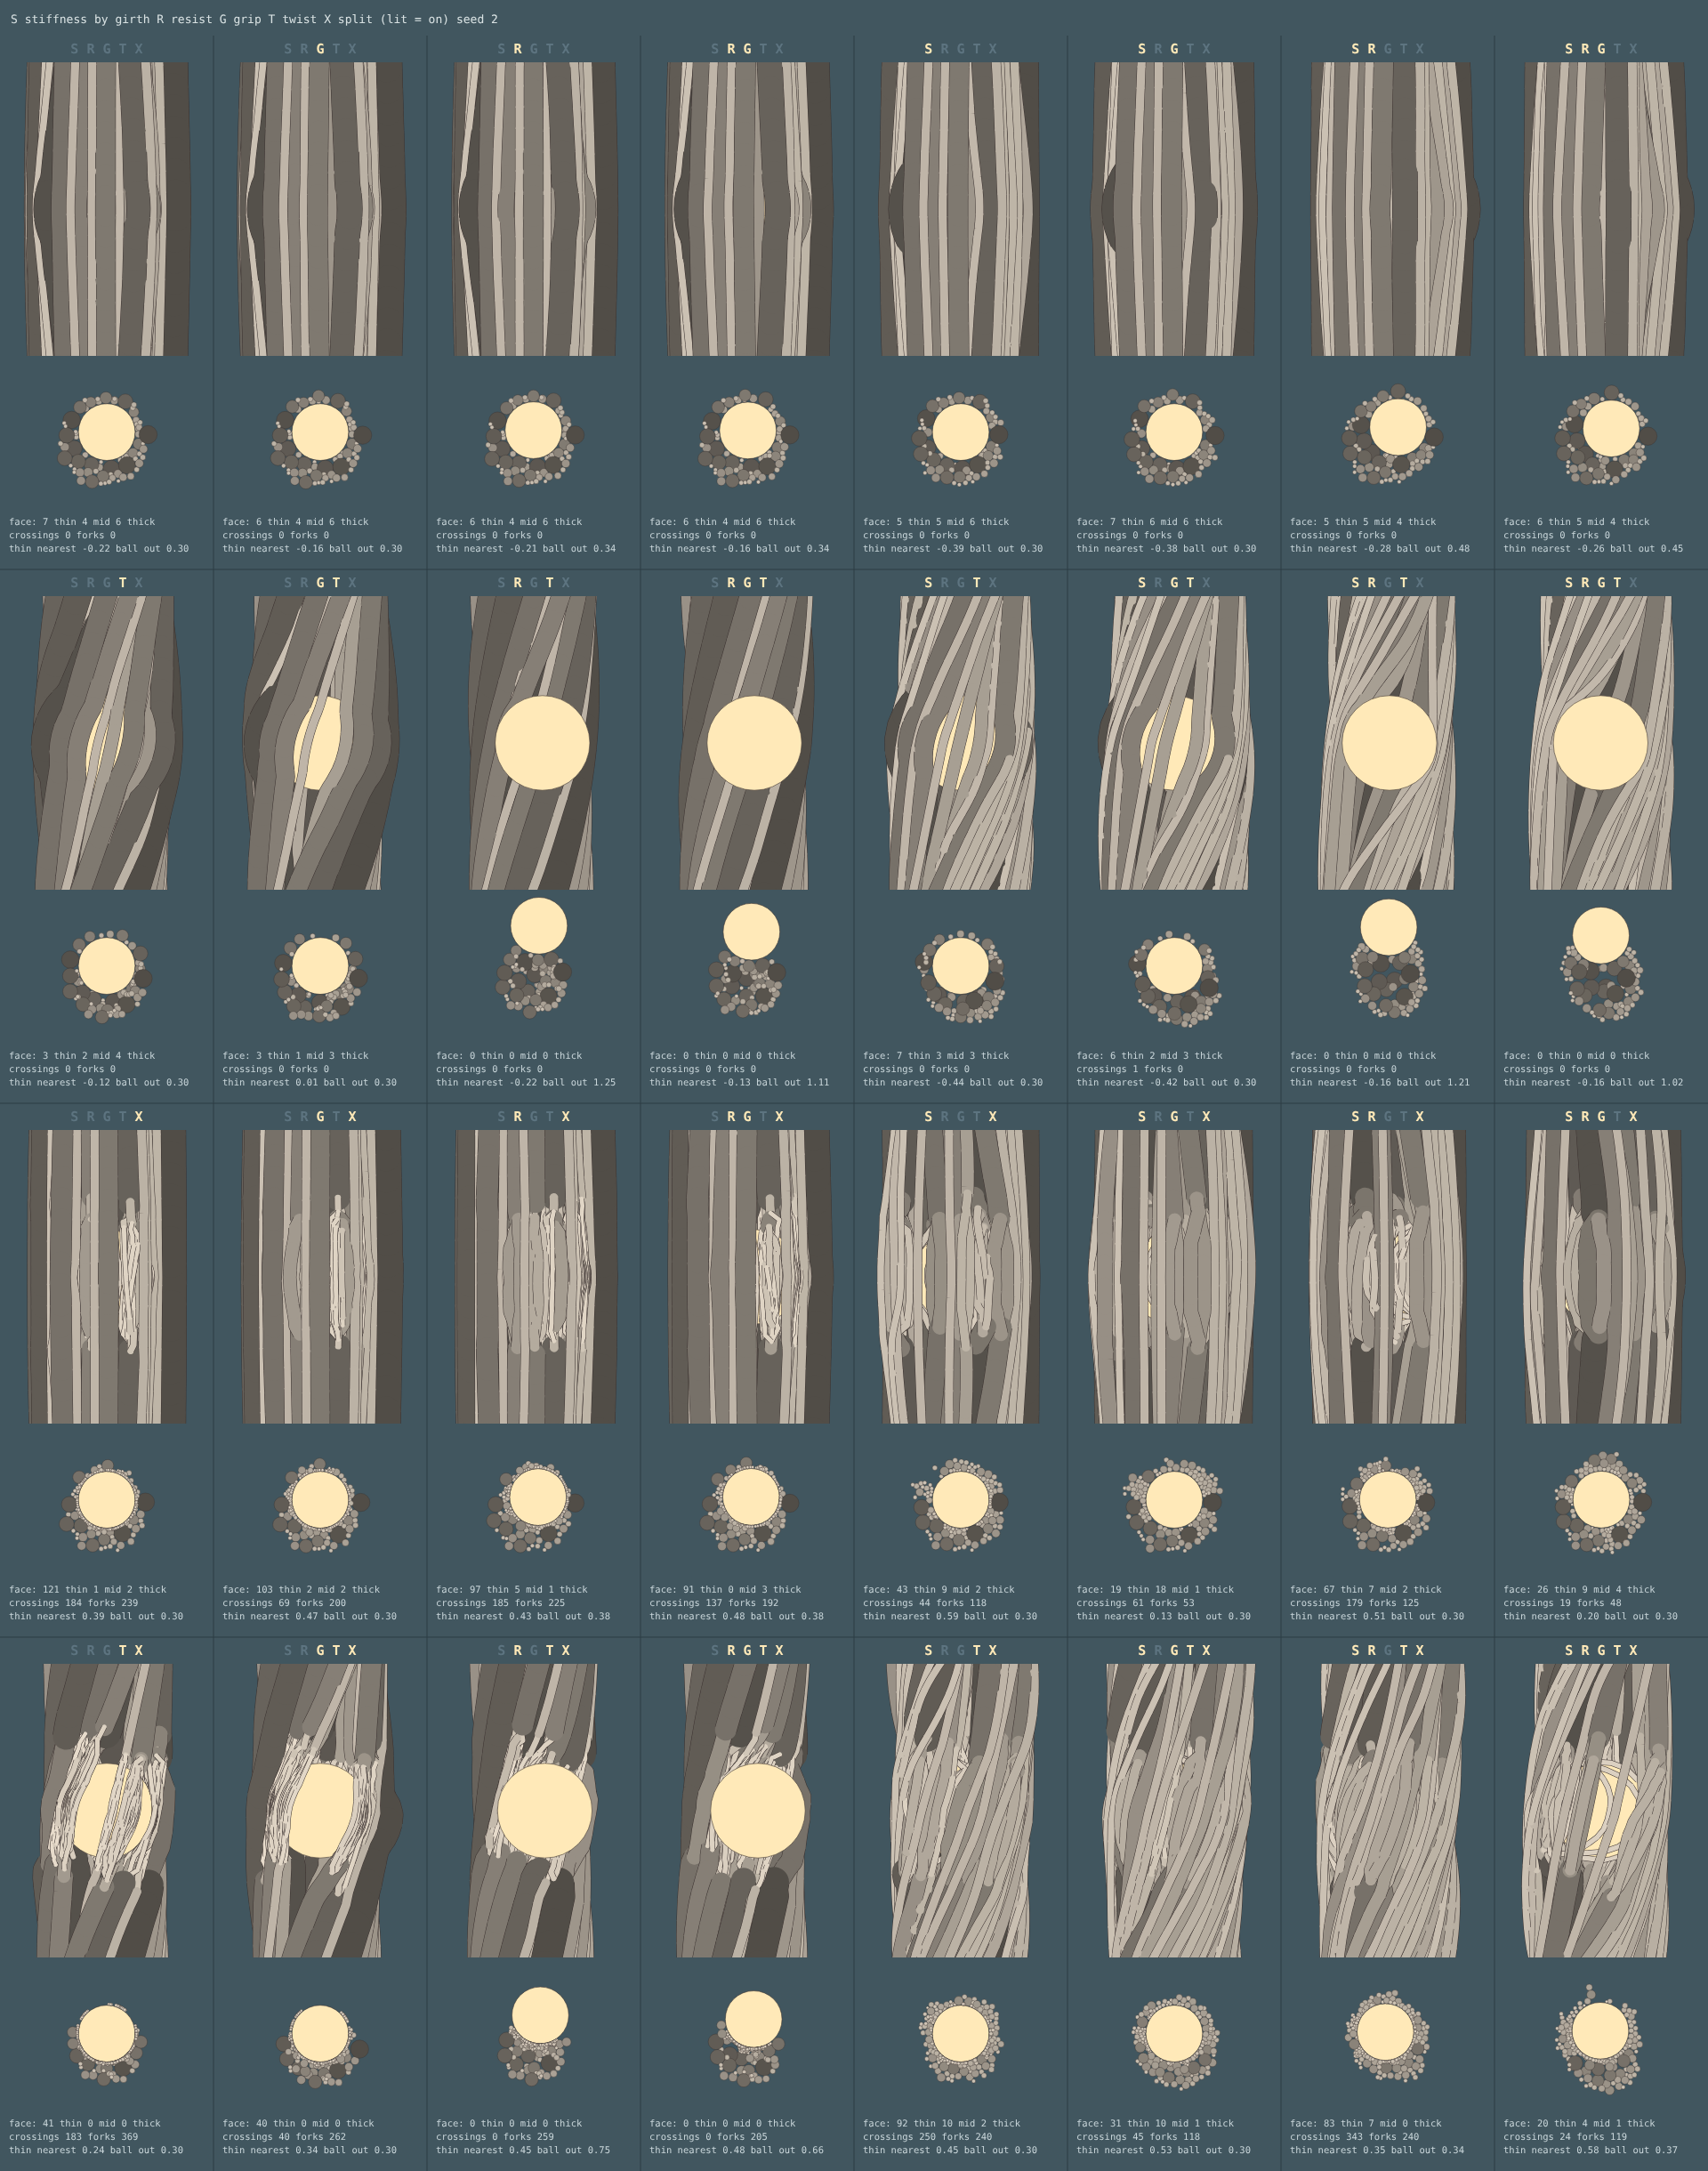 S stiffness by girth R resist G grip T twist X split (lit = on) seed 2
S R G T X
S R G T X
S R G T X
S R G T X
S R G T X
S R G T X
S R G T X
S R G T X
face: 7 thin 4 mid 6 thick
crossings 0 forks 0
thin nearest -0.22 ball out 0.30
face: 6 thin 4 mid 6 thick
crossings 0 forks 0
thin nearest -0.16 ball out 0.30
face: 6 thin 4 mid 6 thick
crossings 0 forks 0
thin nearest -0.21 ball out 0.34
face: 6 thin 4 mid 6 thick
crossings 0 forks 0
thin nearest -0.16 ball out 0.34
face: 5 thin 5 mid 6 thick
crossings 0 forks 0
thin nearest -0.39 ball out 0.30
face: 7 thin 6 mid 6 thick
crossings 0 forks 0
thin nearest -0.38 ball out 0.30
face: 5 thin 5 mid 4 thick
crossings 0 forks 0
thin nearest -0.28 ball out 0.48
face: 6 thin 5 mid 4 thick
crossings 0 forks 0
thin nearest -0.26 ball out 0.45
S R G T X
S R G T X
S R G T X
S R G T X
S R G T X
S R G T X
S R G T X
S R G T X
face: 3 thin 2 mid 4 thick
crossings 0 forks 0
thin nearest -0.12 ball out 0.30
face: 3 thin 1 mid 3 thick
crossings 0 forks 0
thin nearest 0.01 ball out 0.30
face: 0 thin 0 mid 0 thick
crossings 0 forks 0
thin nearest -0.22 ball out 1.25
face: 0 thin 0 mid 0 thick
crossings 0 forks 0
thin nearest -0.13 ball out 1.11
face: 7 thin 3 mid 3 thick
crossings 0 forks 0
thin nearest -0.44 ball out 0.30
face: 6 thin 2 mid 3 thick
crossings 1 forks 0
thin nearest -0.42 ball out 0.30
face: 0 thin 0 mid 0 thick
crossings 0 forks 0
thin nearest -0.16 ball out 1.21
face: 0 thin 0 mid 0 thick
crossings 0 forks 0
thin nearest -0.16 ball out 1.02
S R G T X
S R G T X
S R G T X
S R G T X
S R G T X
S R G T X
S R G T X
S R G T X
face: 121 thin 1 mid 2 thick
crossings 184 forks 239
thin nearest 0.39 ball out 0.30
face: 103 thin 2 mid 2 thick
crossings 69 forks 200
thin nearest 0.47 ball out 0.30
face: 97 thin 5 mid 1 thick
crossings 185 forks 225
thin nearest 0.43 ball out 0.38
face: 91 thin 0 mid 3 thick
crossings 137 forks 192
thin nearest 0.48 ball out 0.38
face: 43 thin 9 mid 2 thick
crossings 44 forks 118
thin nearest 0.59 ball out 0.30
face: 19 thin 18 mid 1 thick
crossings 61 forks 53
thin nearest 0.13 ball out 0.30
face: 67 thin 7 mid 2 thick
crossings 179 forks 125
thin nearest 0.51 ball out 0.30
face: 26 thin 9 mid 4 thick
crossings 19 forks 48
thin nearest 0.20 ball out 0.30
S R G T X
S R G T X
S R G T X
S R G T X
S R G T X
S R G T X
S R G T X
S R G T X
face: 41 thin 0 mid 0 thick
crossings 183 forks 369
thin nearest 0.24 ball out 0.30
face: 40 thin 0 mid 0 thick
crossings 40 forks 262
thin nearest 0.34 ball out 0.30
face: 0 thin 0 mid 0 thick
crossings 0 forks 259
thin nearest 0.45 ball out 0.75
face: 0 thin 0 mid 0 thick
crossings 0 forks 205
thin nearest 0.48 ball out 0.66
face: 92 thin 10 mid 2 thick
crossings 250 forks 240
thin nearest 0.45 ball out 0.30
face: 31 thin 10 mid 1 thick
crossings 45 forks 118
thin nearest 0.53 ball out 0.30
face: 83 thin 7 mid 0 thick
crossings 343 forks 240
thin nearest 0.35 ball out 0.34
face: 20 thin 4 mid 1 thick
crossings 24 forks 119
thin nearest 0.58 ball out 0.37